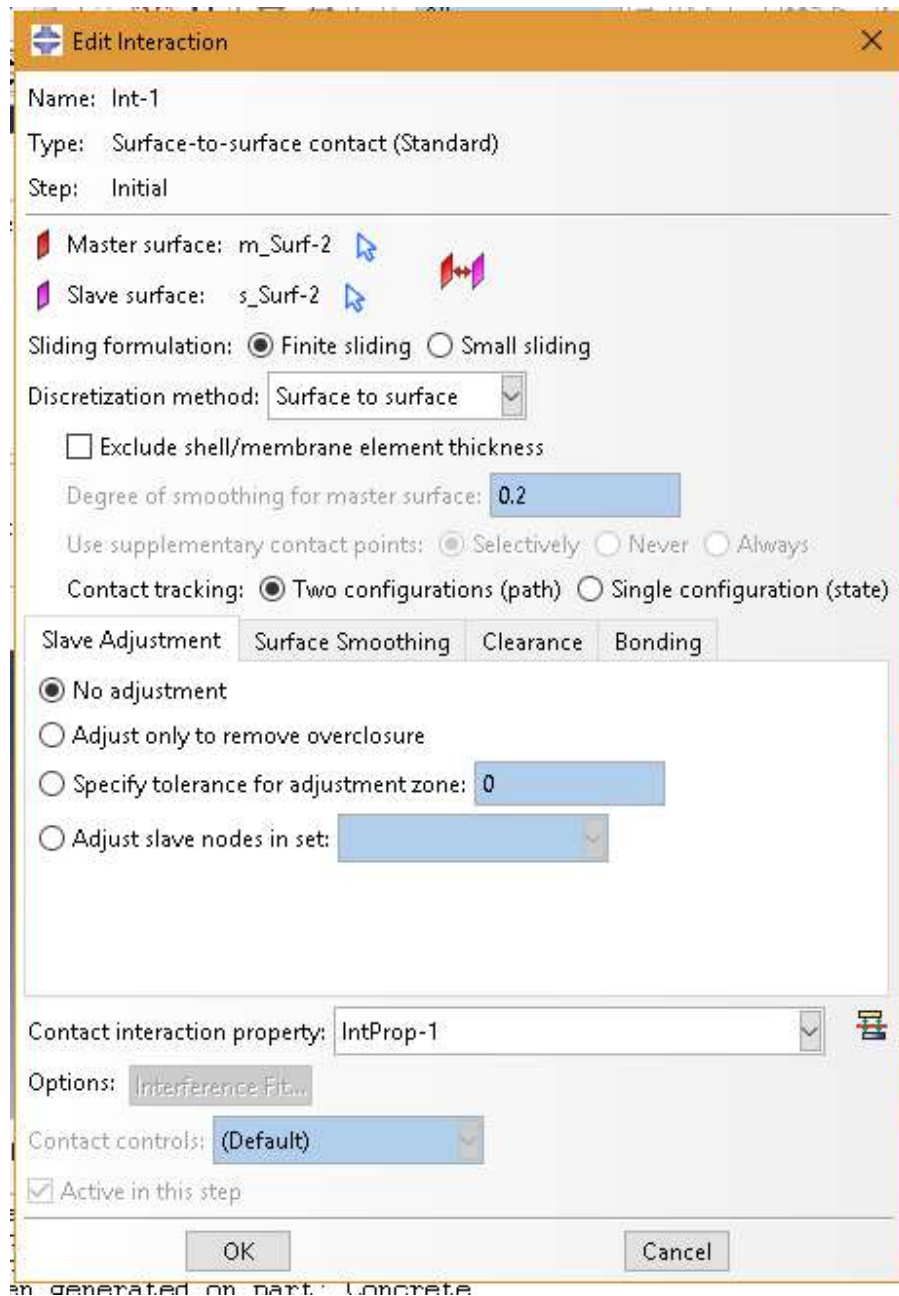 Edit Interaction
Name: Int-1
Type: Surface-to-surface contact (Standard)
Step: Initial
Master surface: m_Surf-2
Slave surface: s_Surf-2
Sliding formulation: Finite sliding Small sliding
Discretization method: Surface to surface
Exclude shell/membrane element thickness
Degree of smoothing for master surface: 0.2
Use supplementary contact points: Selectively Never Always
Contact tracking: Two configurations (path) Single configuration (state)
Slave Adjustment Surface Smoothing Clearance Bonding
No adjustment
Adjust only to remove overclosure
Specify tolerance for adjustment zone: 0
Adjust slave nodes in set:
Contact interaction property: IntProp-1
Options: Interference Fit...
Contact controls: (Default)
Active in this step
OK Cancel
generated on part: Concrete